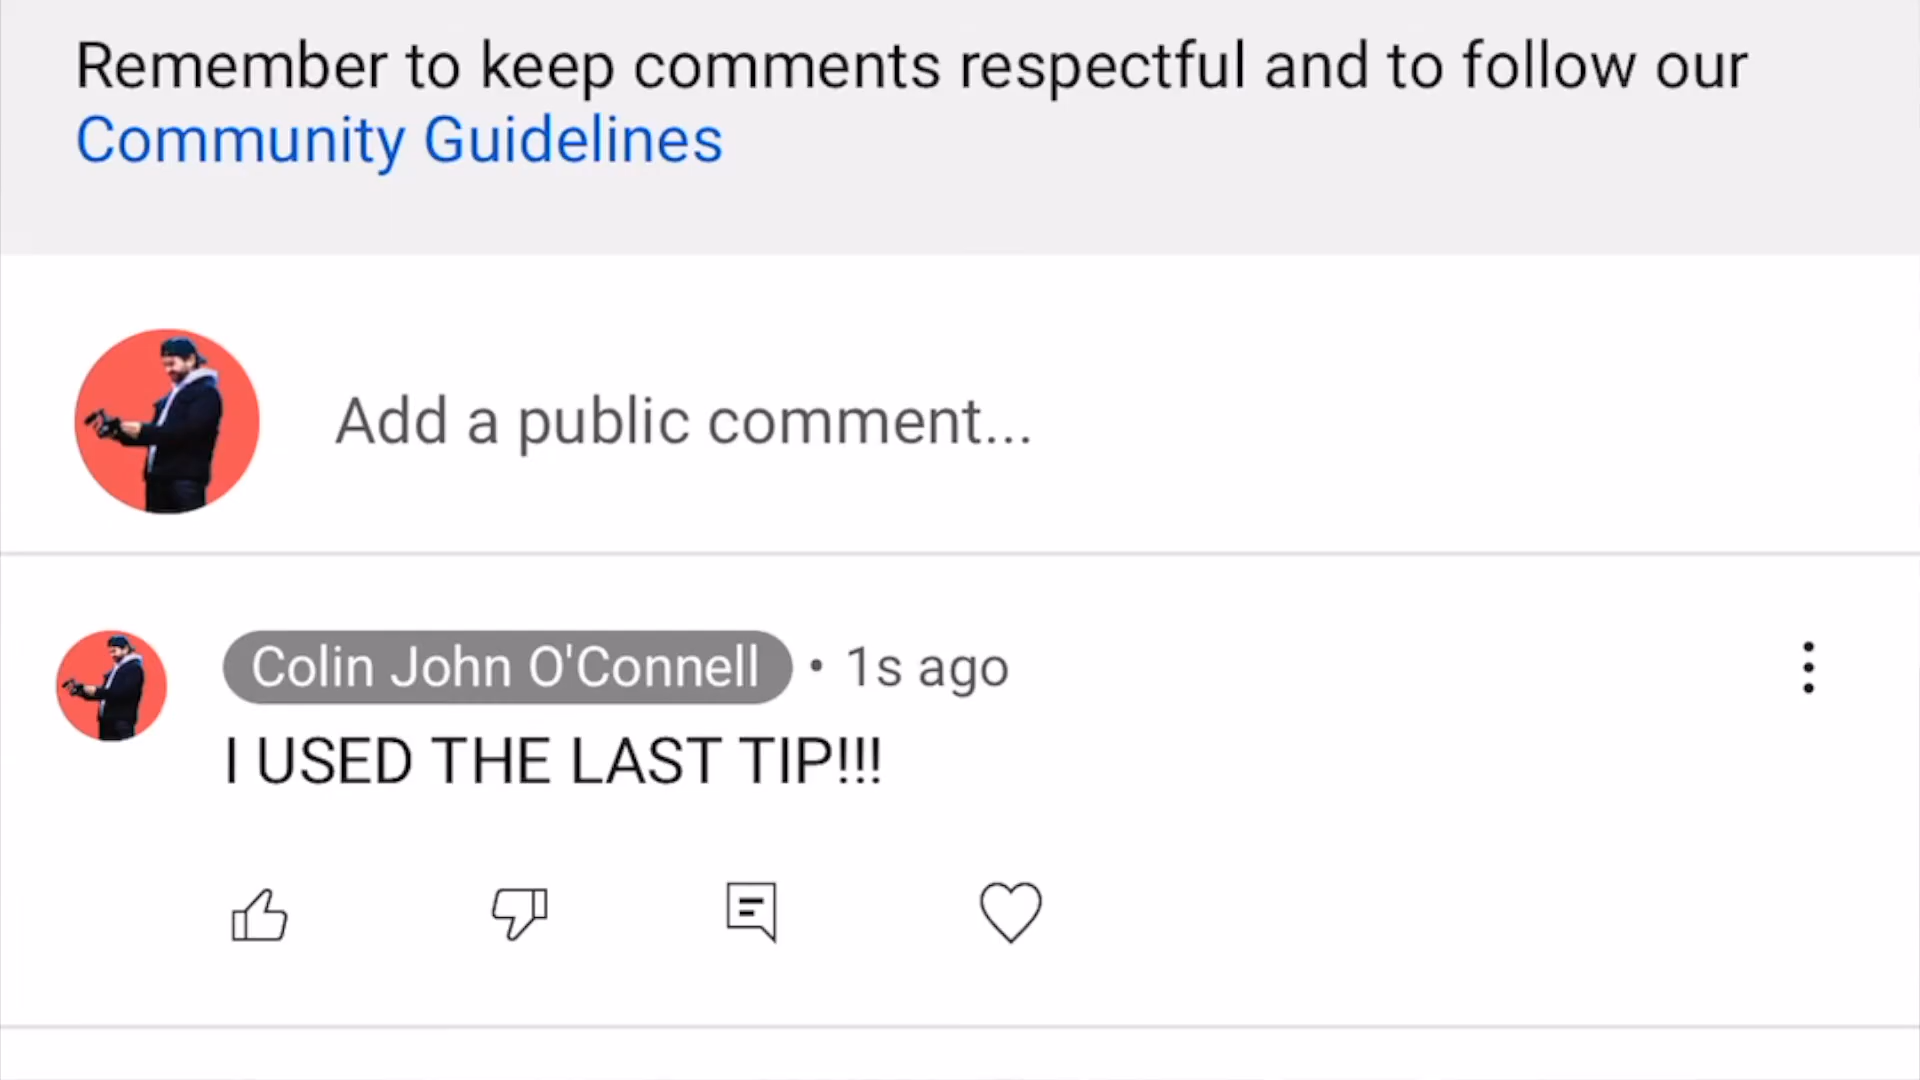 Remember to keep comments respectful and to follow our
Community Guidelines
Add a public comment...
Colin John O'Connell • 1s ago
I USED THE LAST TIP!!!